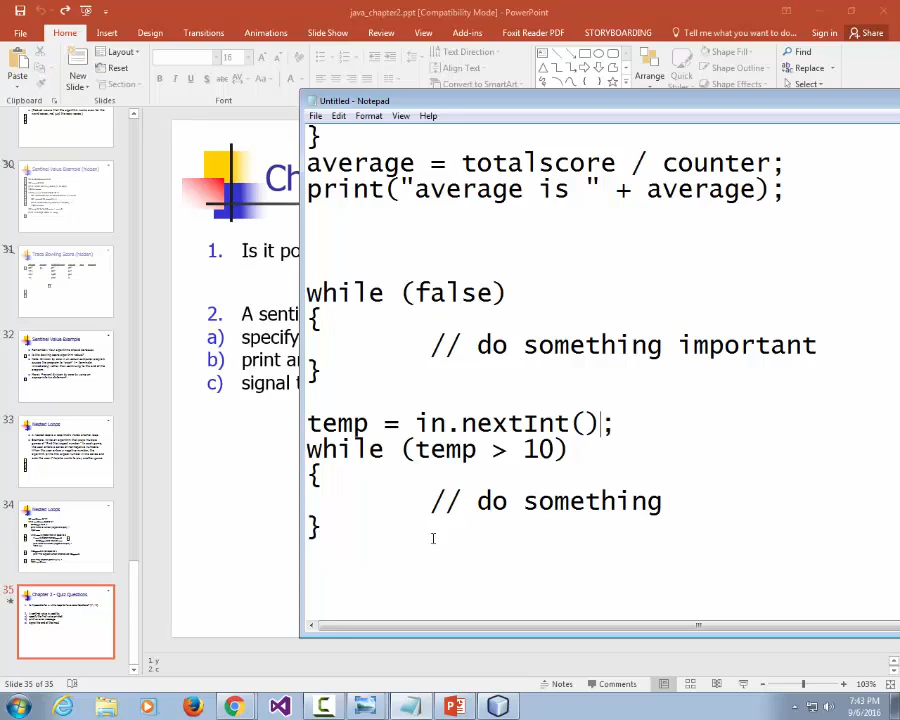 java_chapter2.ppt [Compatibility Mode] - PowerPoint
File Home Insert Design Transitions Animations Slide Show Review View Add-ins Foxit Reader PDF STORYBOARDING Tell me what you want to do... Sign in Share
Paste
New
Slide
Layout
Reset
Section
16
Text Direction
Align Text
Convert to SmartArt
Arrange
Quick
Shape Fill
Shape Outline
Shape Effects
Find
Replace
Select
Clipboard Slides Font
Untitled - Notepad
File Edit Format View Help
}
average = totalscore / counter;
print("average is " + average);
while (false)
{
// do something important
}
temp = in.nextInt();
while (temp > 10)
{
// do something
}
Ch
1. Is it po
2. A senti
a) specify
b) print a
c) signal t
30
Sentinel Value Example (hidden)
31
Trace Bowling Score (hidden)
32
Sentinel Value Example
33
Nested Loops
34
Nested Loops
35
Chapter 2 - Quiz Questions
1. y
2. c
Slide 35 of 35 Notes Comments 103%
7:43 PM
9/6/2016